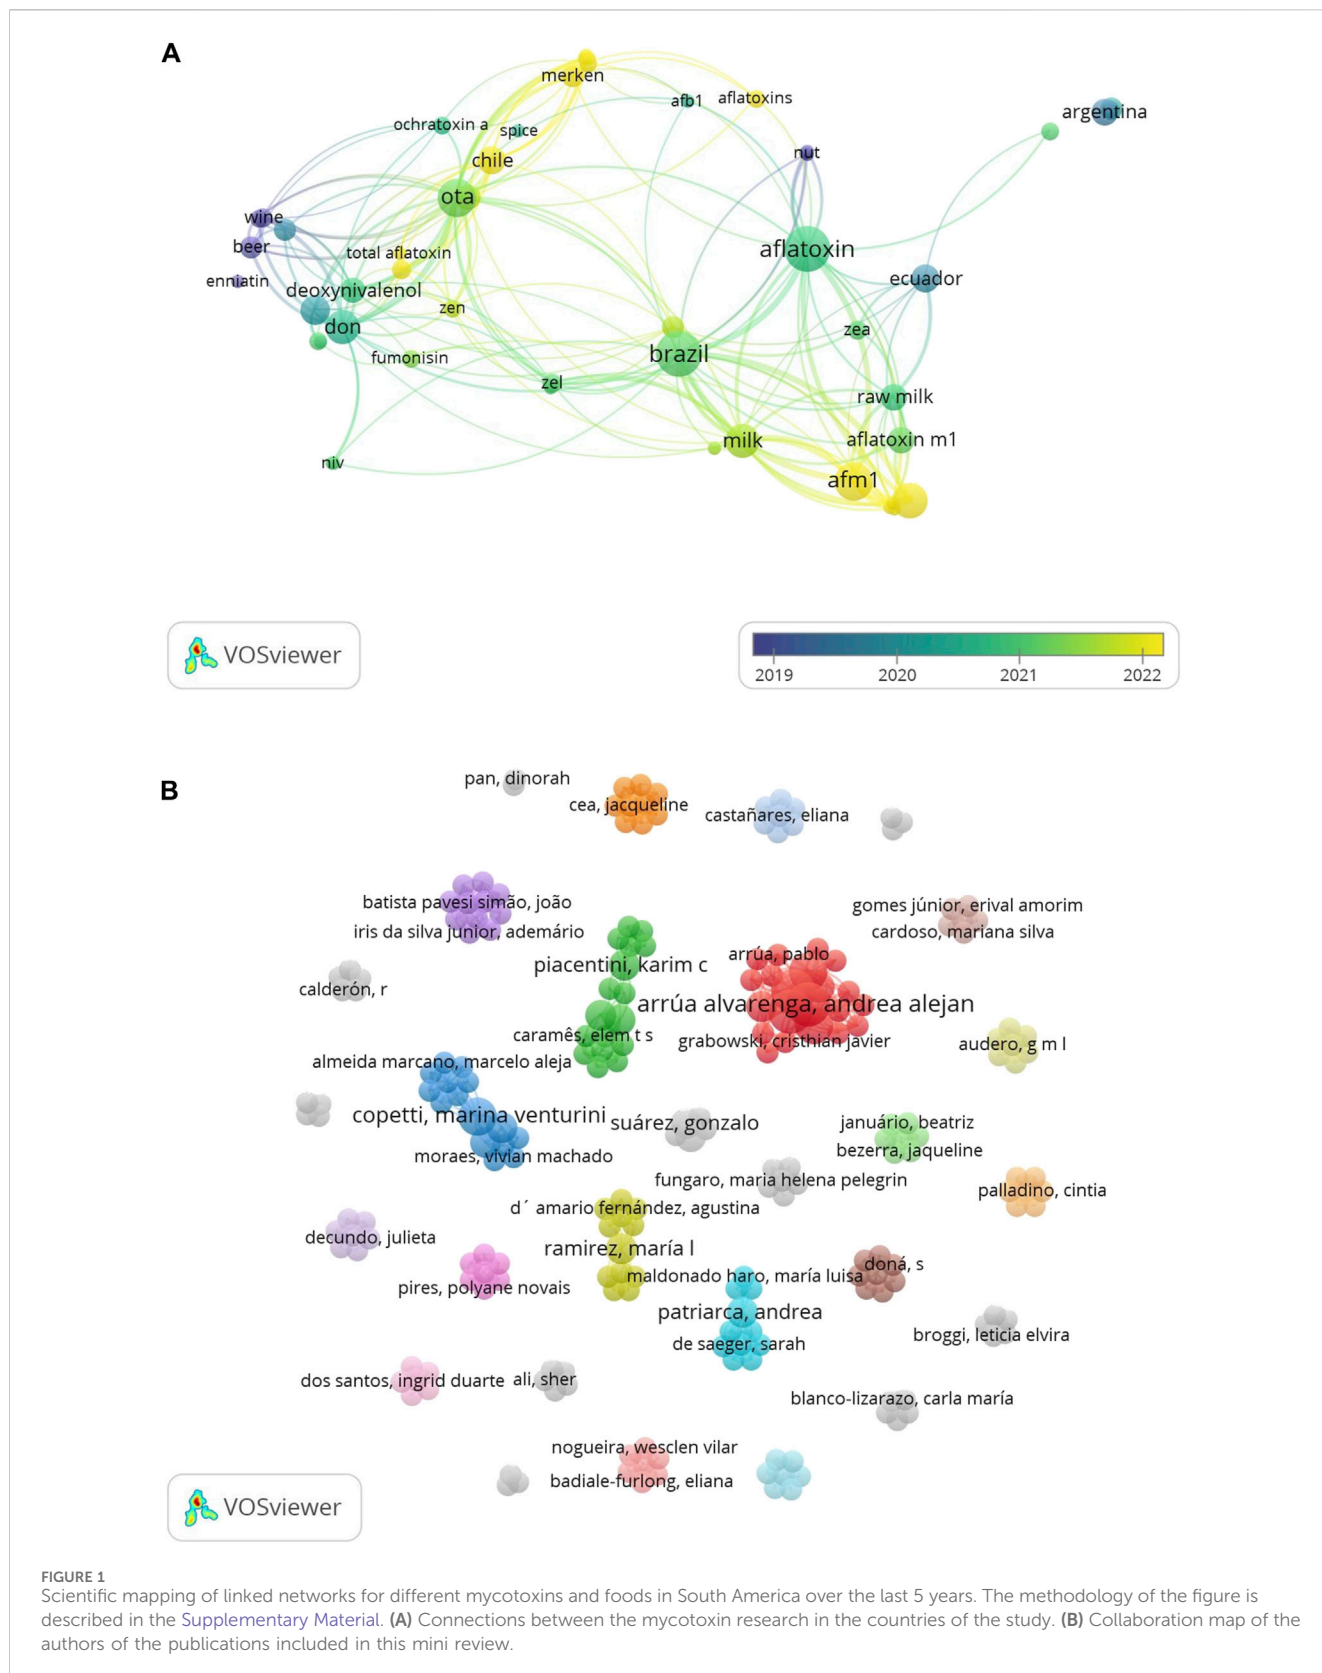 A
merken
afb1
aflatoxins
argentina
ochratoxin a
spice
nut
chile
ota
wine
beer
aflatoxin
total aflatoxin
enniatin
deoxynivalenol
ecuador
zen
don
zea
brazil
fumonisin
zel
raw milk
milk
aflatoxin m1
niv
afm1
VOSviewer
2019 2020 2021 2022
B
pan, dinorah
cea, jacqueline
castañares, eliana
batista pavesi simão, joão
gomes júnior, erival amorim
iris da silva junior, ademário
cardoso, mariana silva
arrúa, pablo
piacentini, karim c
calderón, r
arrúa alvarenga, andrea alejan
caramês, elem t s
grabowski, cristhian javier
audero, g m l
almeida marcano, marcelo aleja
copetti, marina venturini
suárez, gonzalo
januário, beatriz
bezerra, jaqueline
moraes, vivian machado
fungaro, maria helena pelegrin
palladino, cintia
d´ amario fernández, agustina
decundo, julieta
ramirez, maría l
doná, s
maldonado haro, maría luisa
pires, polyane novais
patriarca, andrea
broggi, leticia elvira
de saeger, sarah
dos santos, ingrid duarte
ali, sher
blanco-lizarazo, carla maría
nogueira, wesclen vilar
badiale-furlong, eliana
VOSviewer
FIGURE 1
Scientific mapping of linked networks for different mycotoxins and foods in South America over the last 5 years. The methodology of the figure is
described in the Supplementary Material. (A) Connections between the mycotoxin research in the countries of the study. (B) Collaboration map of the
authors of the publications included in this mini review.